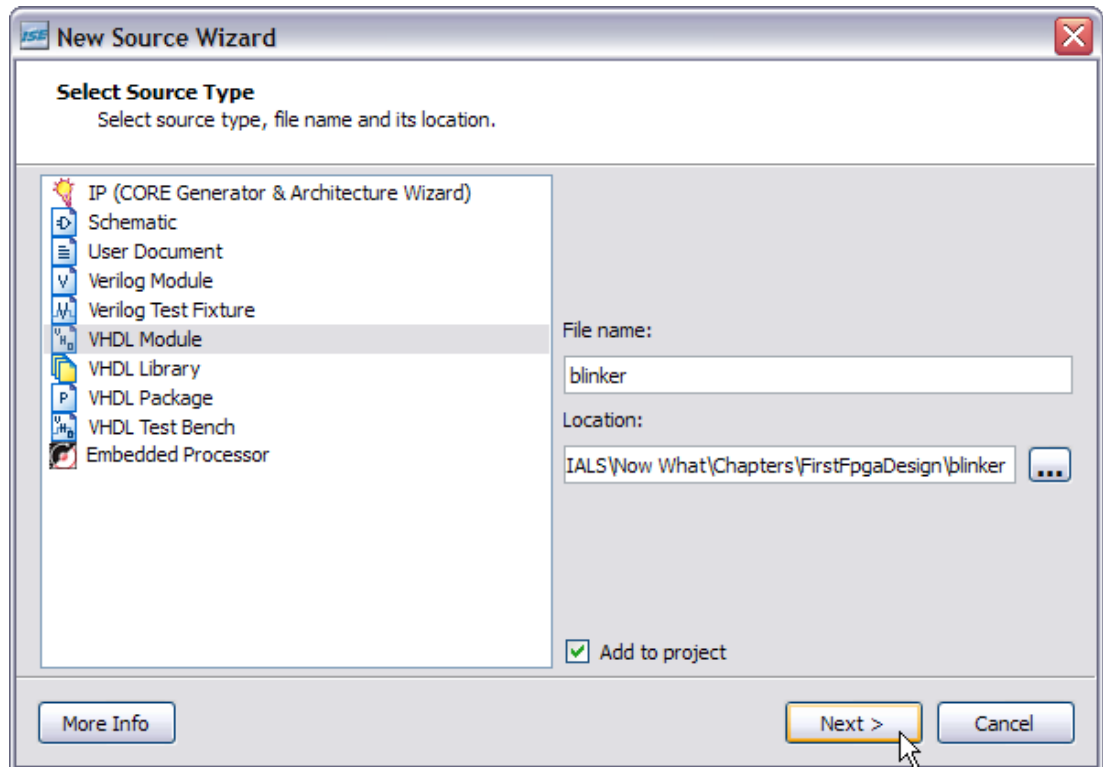 ISE New Source Wizard
Select Source Type
Select source type, file name and its location.
IP (CORE Generator & Architecture Wizard)
Schematic
User Document
Verilog Module
Verilog Test Fixture
VHDL Module
VHDL Library
VHDL Package
VHDL Test Bench
Embedded Processor
File name:
blinker
Location:
IALS\Now What\Chapters\FirstFpgaDesign\blinker
...
Add to project
More Info
Next >
Cancel